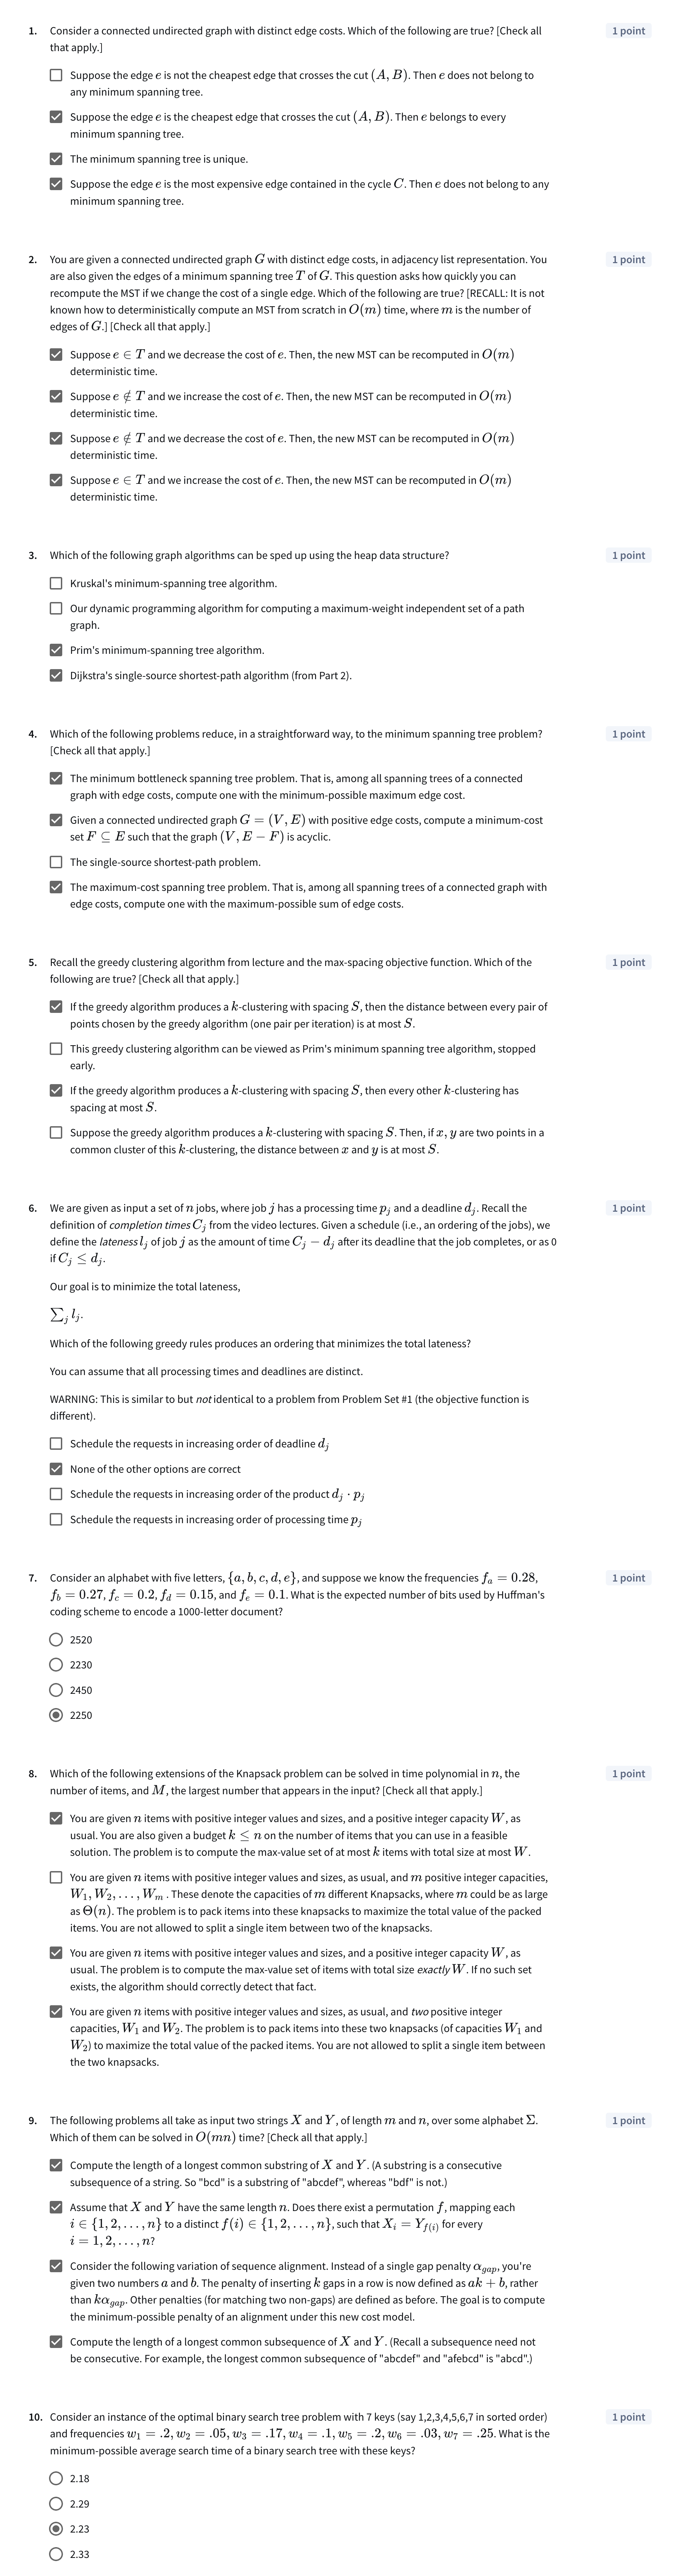 1. Consider a connected undirected graph with distinct edge costs. Which of the following are true? [Check all 1 point
that apply.]
Suppose the edge e is not the cheapest edge that crosses the cut (A, B). Then e does not belong to
any minimum spanning tree.
Suppose the edge e is the cheapest edge that crosses the cut (A, B). Then e belongs to every
minimum spanning tree.
The minimum spanning tree is unique.
Suppose the edge e is the most expensive edge contained in the cycle C. Then e does not belong to any
minimum spanning tree.
2. You are given a connected undirected graph G with distinct edge costs, in adjacency list representation. You 1 point
are also given the edges of a minimum spanning tree T of G. This question asks how quickly you can
recompute the MST if we change the cost of a single edge. Which of the following are true? [RECALL: It is not
known how to deterministically compute an MST from scratch in O(m) time, where m is the number of
edges of G.] [Check all that apply.]
Suppose e ∈ T and we decrease the cost of e. Then, the new MST can be recomputed in O(m)
deterministic time.
Suppose e ∉ T and we increase the cost of e. Then, the new MST can be recomputed in O(m)
deterministic time.
Suppose e ∉ T and we decrease the cost of e. Then, the new MST can be recomputed in O(m)
deterministic time.
Suppose e ∈ T and we increase the cost of e. Then, the new MST can be recomputed in O(m)
deterministic time.
3. Which of the following graph algorithms can be sped up using the heap data structure? 1 point
Kruskal's minimum-spanning tree algorithm.
Our dynamic programming algorithm for computing a maximum-weight independent set of a path
graph.
Prim's minimum-spanning tree algorithm.
Dijkstra's single-source shortest-path algorithm (from Part 2).
4. Which of the following problems reduce, in a straightforward way, to the minimum spanning tree problem? 1 point
[Check all that apply.]
The minimum bottleneck spanning tree problem. That is, among all spanning trees of a connected
graph with edge costs, compute one with the minimum-possible maximum edge cost.
Given a connected undirected graph G = (V, E) with positive edge costs, compute a minimum-cost
set F ⊆ E such that the graph (V, E − F) is acyclic.
The single-source shortest-path problem.
The maximum-cost spanning tree problem. That is, among all spanning trees of a connected graph with
edge costs, compute one with the maximum-possible sum of edge costs.
5. Recall the greedy clustering algorithm from lecture and the max-spacing objective function. Which of the 1 point
following are true? [Check all that apply.]
If the greedy algorithm produces a k-clustering with spacing S, then the distance between every pair of
points chosen by the greedy algorithm (one pair per iteration) is at most S.
This greedy clustering algorithm can be viewed as Prim's minimum spanning tree algorithm, stopped
early.
If the greedy algorithm produces a k-clustering with spacing S, then every other k-clustering has
spacing at most S.
Suppose the greedy algorithm produces a k-clustering with spacing S. Then, if x, y are two points in a
common cluster of this k-clustering, the distance between x and y is at most S.
6. We are given as input a set of n jobs, where job j has a processing time p_j and a deadline d_j. Recall the 1 point
definition of completion times C_j from the video lectures. Given a schedule (i.e., an ordering of the jobs), we
define the lateness l_j of job j as the amount of time C_j − d_j after its deadline that the job completes, or as 0
if C_j ≤ d_j.
Our goal is to minimize the total lateness,
∑_j l_j.
Which of the following greedy rules produces an ordering that minimizes the total lateness?
You can assume that all processing times and deadlines are distinct.
WARNING: This is similar to but not identical to a problem from Problem Set #1 (the objective function is
different).
Schedule the requests in increasing order of deadline d_j
None of the other options are correct
Schedule the requests in increasing order of the product d_j · p_j
Schedule the requests in increasing order of processing time p_j
7. Consider an alphabet with five letters, {a, b, c, d, e}, and suppose we know the frequencies f_a = 0.28, 1 point
f_b = 0.27, f_c = 0.2, f_d = 0.15, and f_e = 0.1. What is the expected number of bits used by Huffman's
coding scheme to encode a 1000-letter document?
2520
2230
2450
2250
8. Which of the following extensions of the Knapsack problem can be solved in time polynomial in n, the 1 point
number of items, and M, the largest number that appears in the input? [Check all that apply.]
You are given n items with positive integer values and sizes, and a positive integer capacity W, as
usual. You are also given a budget k ≤ n on the number of items that you can use in a feasible
solution. The problem is to compute the max-value set of at most k items with total size at most W.
You are given n items with positive integer values and sizes, as usual, and m positive integer capacities,
W_1, W_2, . . . , W_m. These denote the capacities of m different Knapsacks, where m could be as large
as Θ(n). The problem is to pack items into these knapsacks to maximize the total value of the packed
items. You are not allowed to split a single item between two of the knapsacks.
You are given n items with positive integer values and sizes, and a positive integer capacity W, as
usual. The problem is to compute the max-value set of items with total size exactly W. If no such set
exists, the algorithm should correctly detect that fact.
You are given n items with positive integer values and sizes, as usual, and two positive integer
capacities, W_1 and W_2. The problem is to pack items into these two knapsacks (of capacities W_1 and
W_2) to maximize the total value of the packed items. You are not allowed to split a single item between
the two knapsacks.
9. The following problems all take as input two strings X and Y, of length m and n, over some alphabet Σ. 1 point
Which of them can be solved in O(mn) time? [Check all that apply.]
Compute the length of a longest common substring of X and Y. (A substring is a consecutive
subsequence of a string. So "bcd" is a substring of "abcdef", whereas "bdf" is not.)
Assume that X and Y have the same length n. Does there exist a permutation f, mapping each
i ∈ {1, 2, . . . , n} to a distinct f(i) ∈ {1, 2, . . . , n}, such that X_i = Y_f(i) for every
i = 1, 2, . . . , n?
Consider the following variation of sequence alignment. Instead of a single gap penalty α_gap, you're
given two numbers a and b. The penalty of inserting k gaps in a row is now defined as ak + b, rather
than kα_gap. Other penalties (for matching two non-gaps) are defined as before. The goal is to compute
the minimum-possible penalty of an alignment under this new cost model.
Compute the length of a longest common subsequence of X and Y. (Recall a subsequence need not
be consecutive. For example, the longest common subsequence of "abcdef" and "afebcd" is "abcd".)
10. Consider an instance of the optimal binary search tree problem with 7 keys (say 1,2,3,4,5,6,7 in sorted order) 1 point
and frequencies w_1 = .2, w_2 = .05, w_3 = .17, w_4 = .1, w_5 = .2, w_6 = .03, w_7 = .25. What is the
minimum-possible average search time of a binary search tree with these keys?
2.18
2.29
2.23
2.33